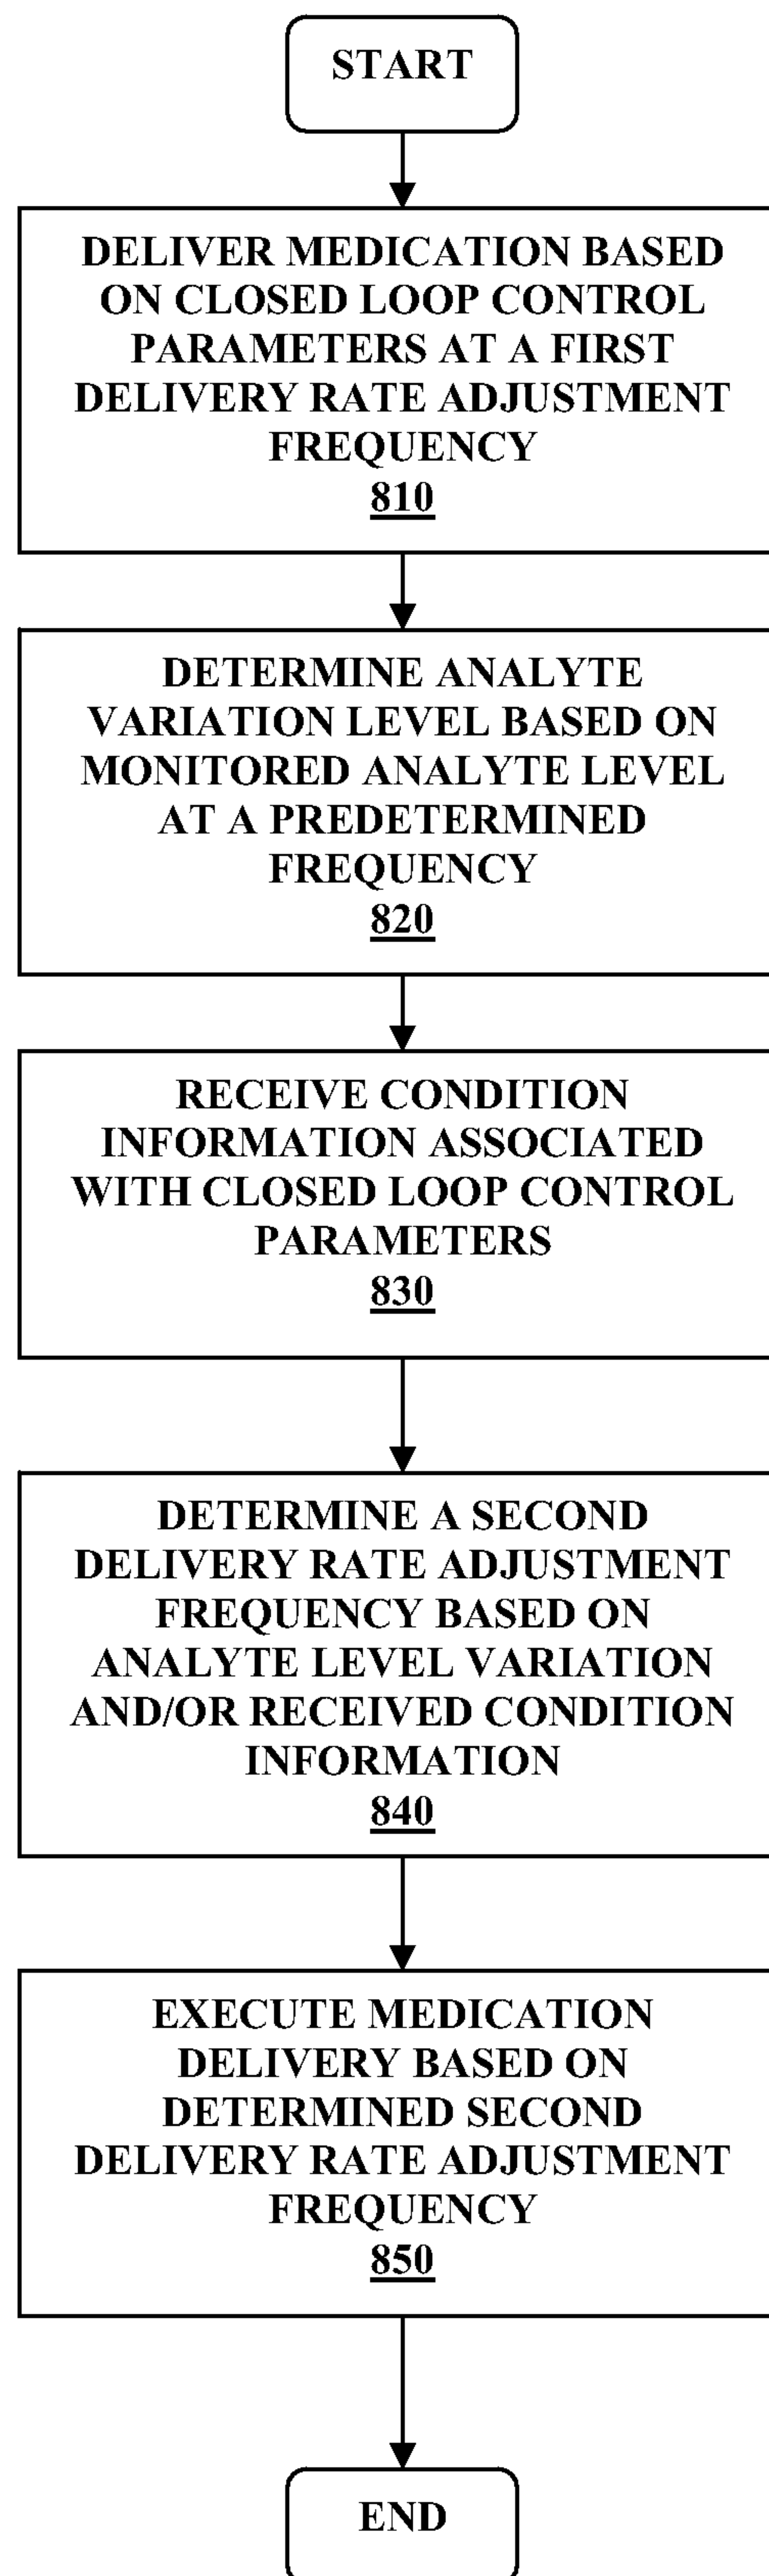 START
DELIVER MEDICATION BASED
ON CLOSED LOOP CONTROL
PARAMETERS AT A FIRST
DELIVERY RATE ADJUSTMENT
FREQUENCY
810
DETERMINE ANALYTE
VARIATION LEVEL BASED ON
MONITORED ANALYTE LEVEL
AT A PREDETERMINED
FREQUENCY
820
RECEIVE CONDITION
INFORMATION ASSOCIATED
WITH CLOSED LOOP CONTROL
PARAMETERS
830
DETERMINE A SECOND
DELIVERY RATE ADJUSTMENT
FREQUENCY BASED ON
ANALYTE LEVEL VARIATION
AND/OR RECEIVED CONDITION
INFORMATION
840
EXECUTE MEDICATION
DELIVERY BASED ON
DETERMINED SECOND
DELIVERY RATE ADJUSTMENT
FREQUENCY
850
END